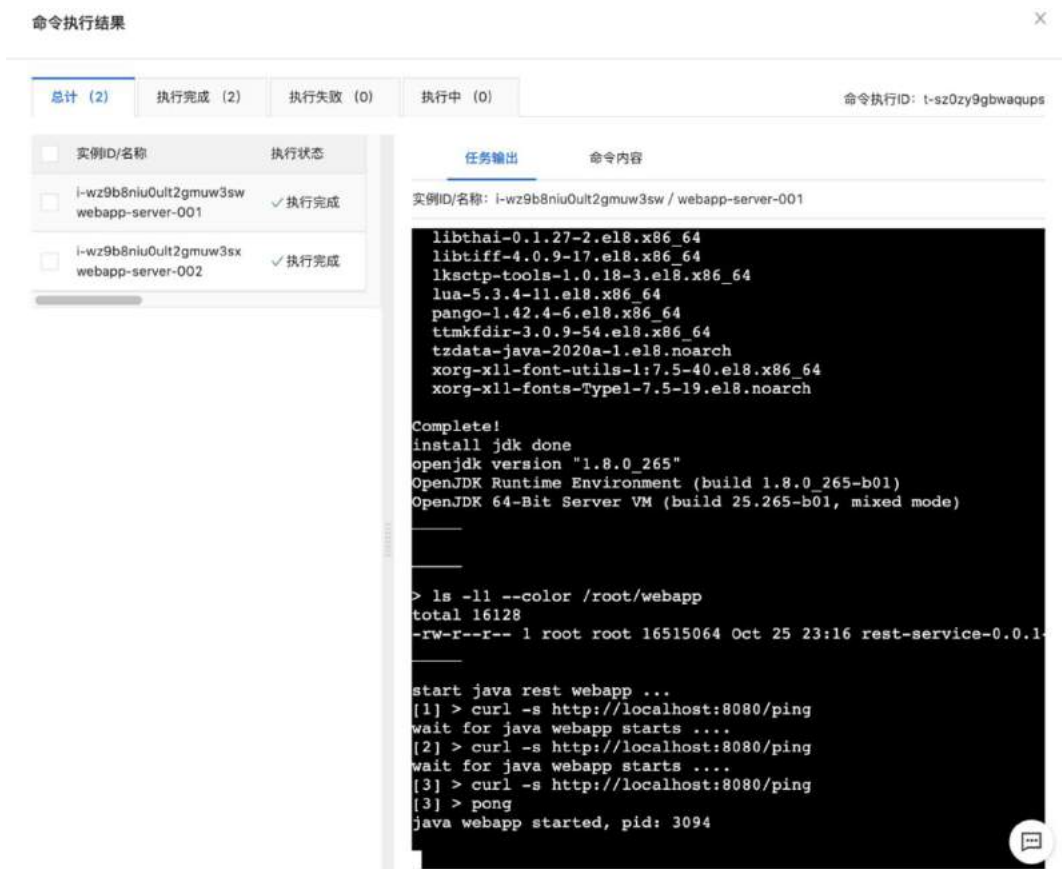 命令执行结果
总计 (2) 执行完成 (2) 执行失败 (0) 执行中 (0) 命令执行ID: t-sz0zy9gbwaqups
实例ID/名称 执行状态
i-wz9b8niu0ult2gmuw3sw
webapp-server-001
执行完成
i-wz9b8niu0ult2gmuw3sx
webapp-server-002
执行完成
任务输出 命令内容
实例ID/名称: i-wz9b8niu0ult2gmuw3sw / webapp-server-001
libthai-0.1.27-2.el8.x86_64
libtiff-4.0.9-17.el8.x86_64
lksctp-tools-1.0.18-3.el8.x86_64
lua-5.3.4-11.el8.x86_64
pango-1.42.4-6.el8.x86_64
ttmkfdir-3.0.9-54.el8.x86_64
tzdata-java-2020a-1.el8.noarch
xorg-x11-font-utils-1:7.5-40.el8.x86_64
xorg-x11-fonts-Type1-7.5-19.el8.noarch
Complete!
install jdk done
openjdk version "1.8.0_265"
OpenJDK Runtime Environment (build 1.8.0_265-b01)
OpenJDK 64-Bit Server VM (build 25.265-b01, mixed mode)
> ls -l1 --color /root/webapp
total 16128
-rw-r--r-- 1 root root 16515064 Oct 25 23:16 rest-service-0.0.1-
start java rest webapp ...
[1] > curl -s http://localhost:8080/ping
wait for java webapp starts ....
[2] > curl -s http://localhost:8080/ping
wait for java webapp starts ....
[3] > curl -s http://localhost:8080/ping
[3] > pong
java webapp started, pid: 3094